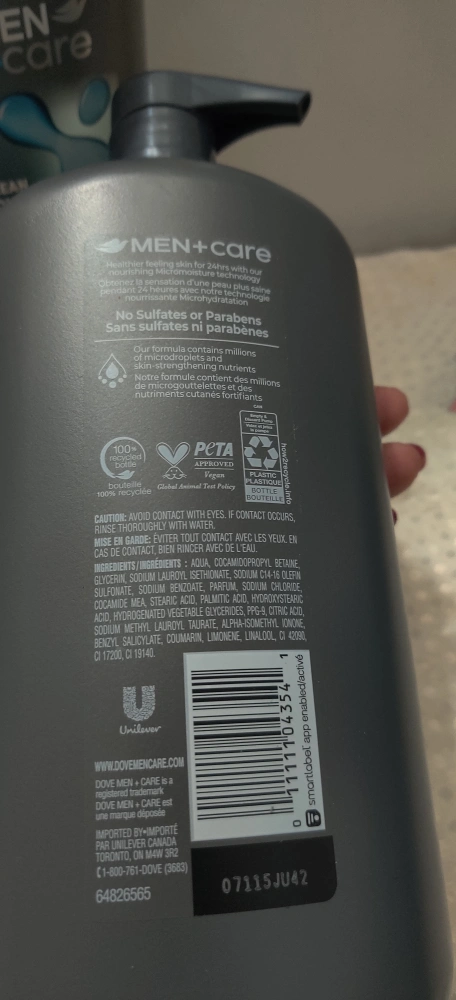 EN
care
EAN
MEN+care
Healthier feeling skin for 24hrs with our
nourishing Micromoisture technology
Obtenez la sensation d'une peau plus saine
pendant 24 heures avec notre technologie
nourrissante Microhydratation
No Sulfates or Parabens
Sans sulfates ni parabènes
Our formula contains millions
of microdroplets and
skin-strengthening nutrients
Notre formule contient des millions
de microgouttelettes et des
nutriments cutanés fortifiants
100%
recycled
bottle
bouteille
100% recyclée
PeTA
APPROVED
Vegan
Global Animal Test Policy
Empty &
PLASTIC
PLASTIQUE
BOTTLE
BOUTEILLE
how2recycle.info
CAUTION: AVOID CONTACT WITH EYES. IF CONTACT OCCURS,
RINSE THOROUGHLY WITH WATER.
MISE EN GARDE: ÉVITER TOUT CONTACT AVEC LES YEUX. EN
CAS DE CONTACT, BIEN RINCER AVEC DE L'EAU.
INGREDIENTS/INGRÉDIENTS : AQUA, COCAMIDOPROPYL BETAINE,
GLYCERIN, SODIUM LAUROYL ISETHIONATE, SODIUM C14-16 OLEFIN
SULFONATE, SODIUM BENZOATE, PARFUM, SODIUM CHLORIDE,
COCAMIDE MEA, STEARIC ACID, PALMITIC ACID, HYDROXYSTEARIC
ACID, HYDROGENATED VEGETABLE GLYCERIDES, PPG-9, CITRIC ACID,
SODIUM METHYL LAUROYL TAURATE, ALPHA-ISOMETHYL IONONE,
BENZYL SALICYLATE, COUMARIN, LIMONENE, LINALOOL, CI 42090,
CI 17200, CI 19140.
Unilever
0 11111 04354 1
smartlabel app enabled/activé
WWW.DOVEMENCARE.COM
DOVE MEN + CARE is a
registered trademark
DOVE MEN + CARE est
une marque déposée
IMPORTED BY•IMPORTÉ
PAR UNILEVER CANADA
TORONTO, ON M4W 3R2
1-800-761-DOVE (3683)
64826565
07115JU42